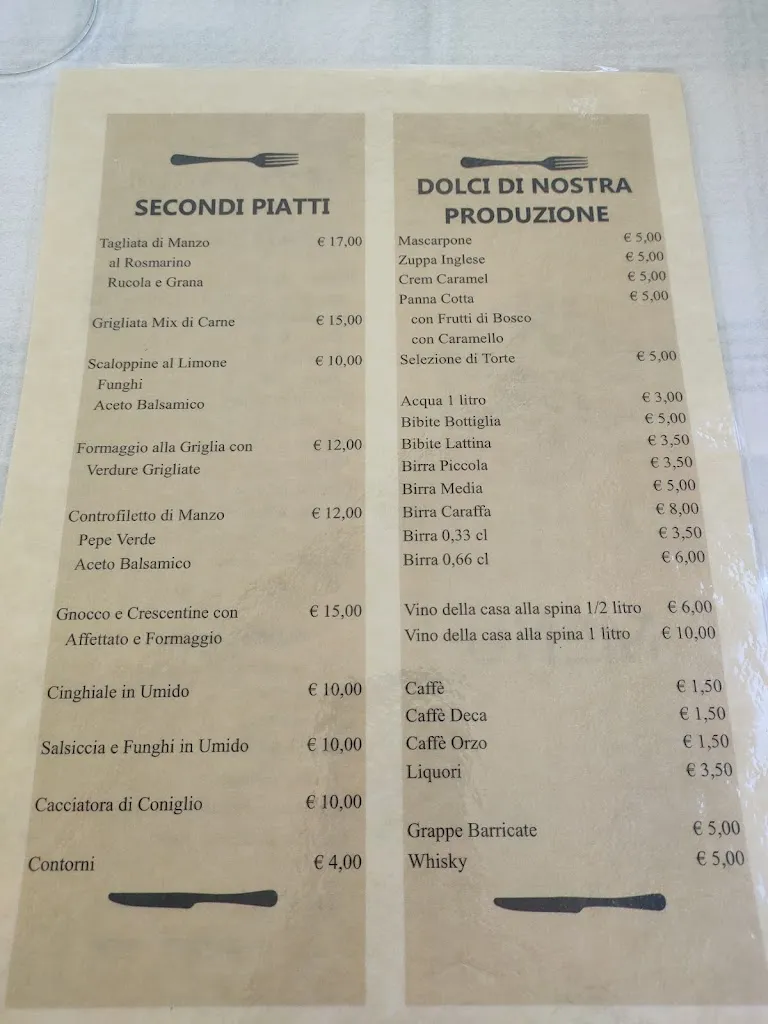 SECONDI PIATTI
Tagliata di Manzo € 17,00
al Rosmarino
Rucola e Grana
Grigliata Mix di Carne € 15,00
Scaloppine al Limone € 10,00
Funghi
Aceto Balsamico
Formaggio alla Griglia con € 12,00
Verdure Grigliate
Controfiletto di Manzo € 12,00
Pepe Verde
Aceto Balsamico
Gnocco e Crescentine con € 15,00
Affettato e Formaggio
Cinghiale in Umido € 10,00
Salsiccia e Funghi in Umido € 10,00
Cacciatora di Coniglio € 10,00
Contorni € 4,00
DOLCI DI NOSTRA
PRODUZIONE
Mascarpone € 5,00
Zuppa Inglese € 5,00
Crem Caramel € 5,00
Panna Cotta € 5,00
con Frutti di Bosco
con Caramello
Selezione di Torte € 5,00
Acqua 1 litro € 3,00
Bibite Bottiglia € 5,00
Bibite Lattina € 3,50
Birra Piccola € 3,50
Birra Media € 5,00
Birra Caraffa € 8,00
Birra 0,33 cl € 3,50
Birra 0,66 cl € 6,00
Vino della casa alla spina 1/2 litro € 6,00
Vino della casa alla spina 1 litro € 10,00
Caffè € 1,50
Caffè Deca € 1,50
Caffè Orzo € 1,50
Liquori € 3,50
Grappe Barricate € 5,00
Whisky € 5,00